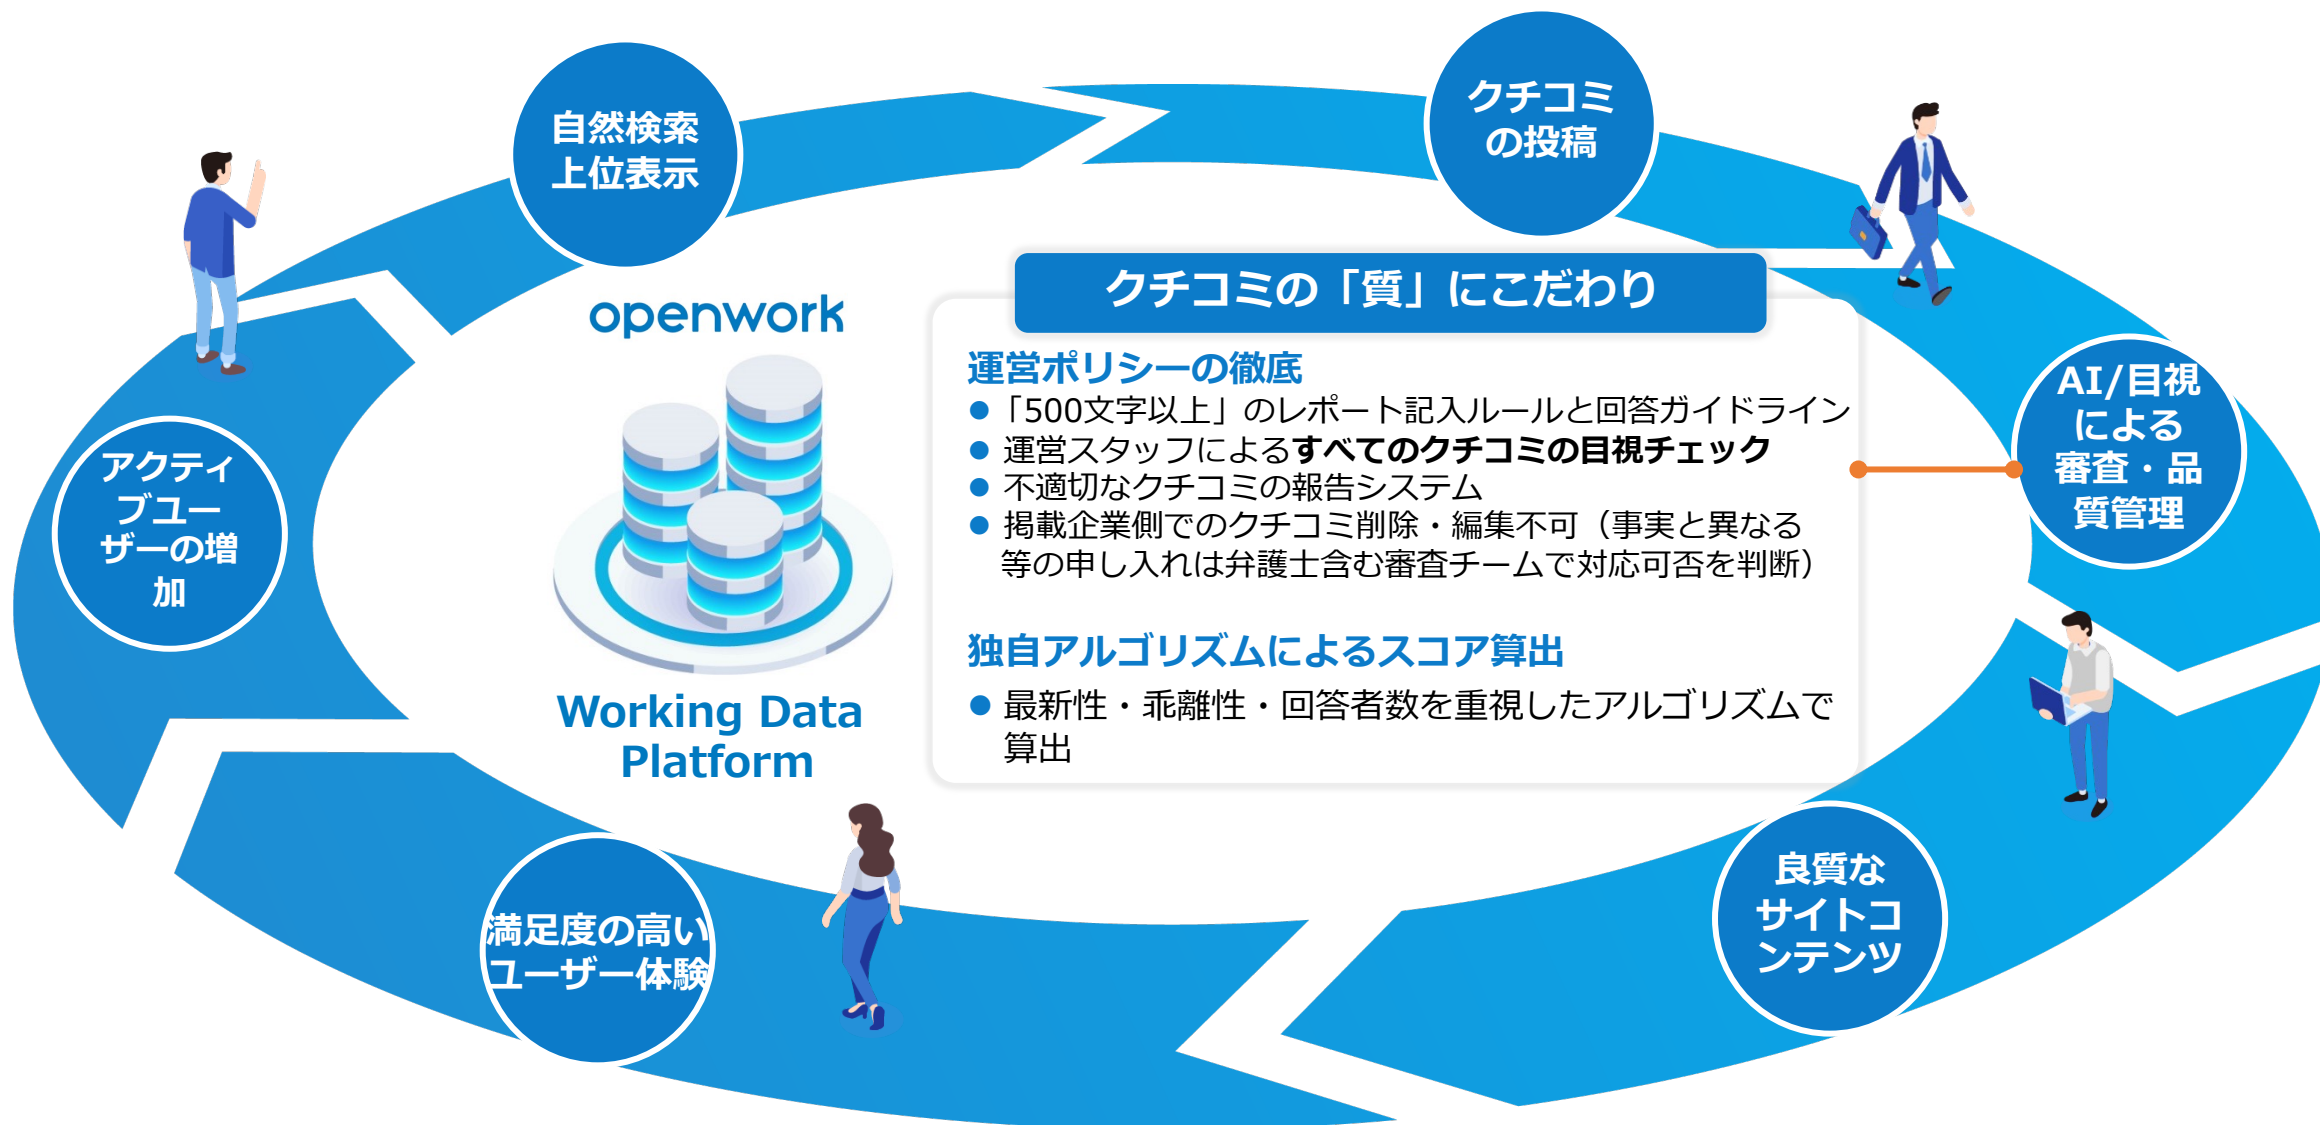 自然検索
上位表示
クチコミ
の投稿
AI/目視
による
審査・品
質管理
良質な
サイトコ
ンテンツ
満足度の高い
ユーザー体験
アクティ
ブユー
ザーの増
加
openwork
Working Data
Platform
クチコミの「質」にこだわり
運営ポリシーの徹底
●「500文字以上」のレポート記入ルールと回答ガイドライン
● 運営スタッフによるすべてのクチコミの目視チェック
● 不適切なクチコミの報告システム
● 掲載企業側でのクチコミ削除・編集不可（事実と異なる
等の申し入れは弁護士含む審査チームで対応可否を判断）
独自アルゴリズムによるスコア算出
● 最新性・乖離性・回答者数を重視したアルゴリズムで
算出